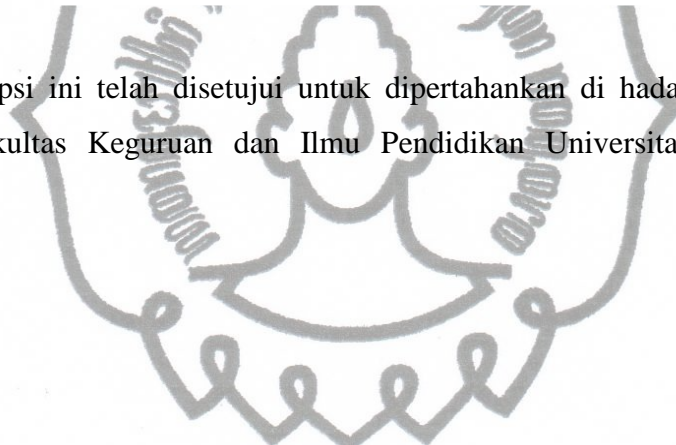 psi ini telah disetujui untuk dipertahankan di hada
kultas Keguruan dan Ilmu Pendidikan Universita